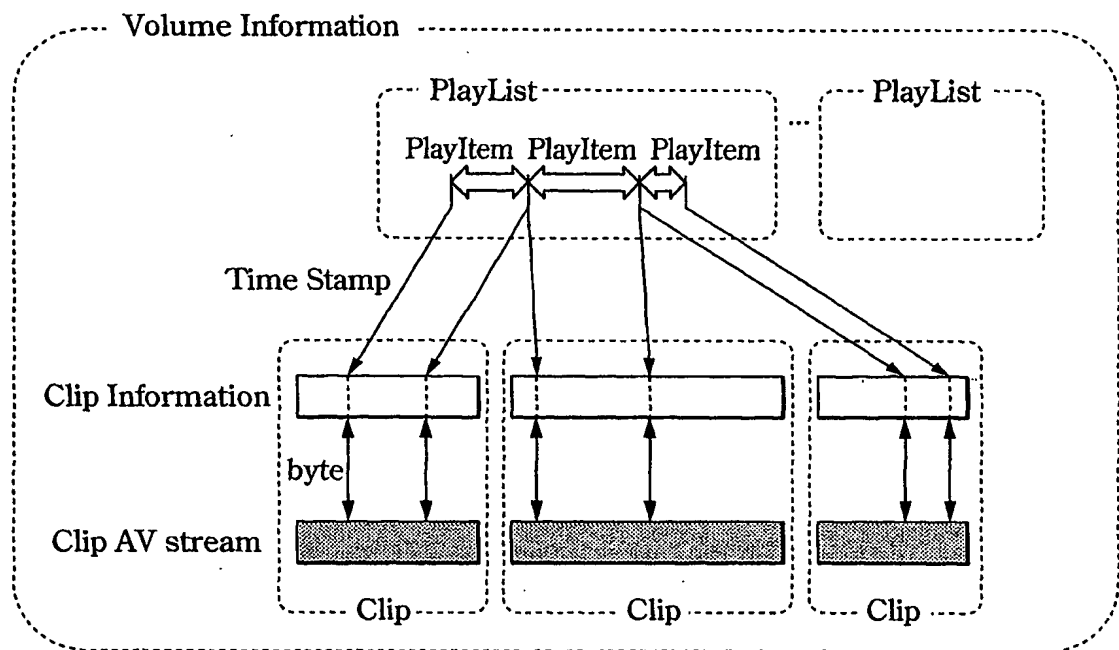 Volume Information
PlayList
PlayList
...
PlayItem PlayItem PlayItem
Time Stamp
Clip Information
byte
Clip AV stream
Clip
Clip
Clip